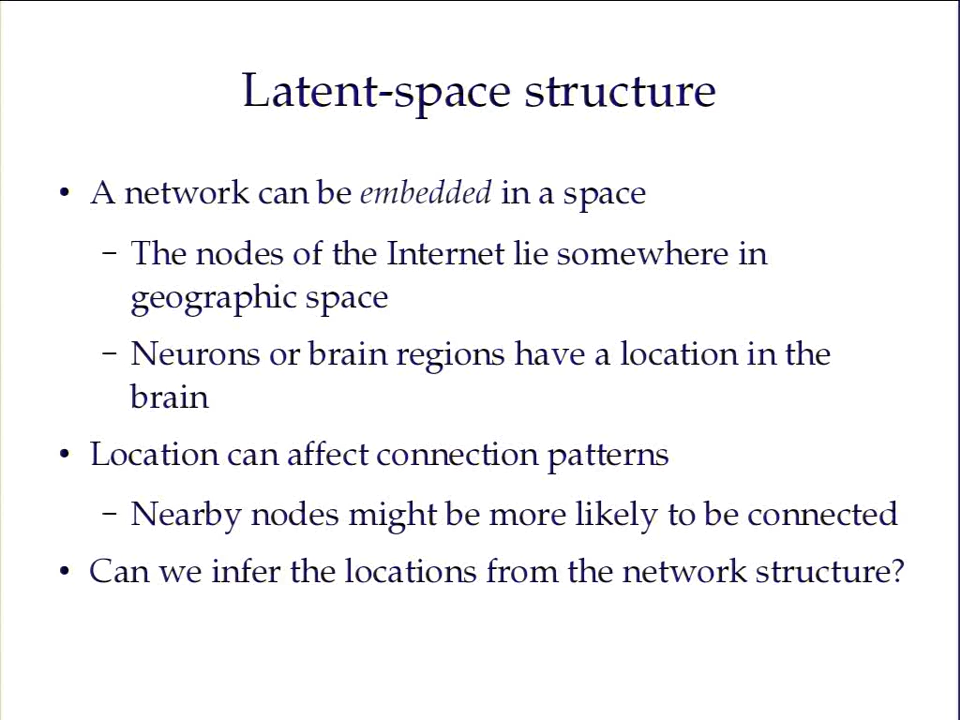 Latent-space structure
• A network can be embedded in a space
– The nodes of the Internet lie somewhere in
geographic space
– Neurons or brain regions have a location in the
brain
• Location can affect connection patterns
– Nearby nodes might be more likely to be connected
• Can we infer the locations from the network structure?